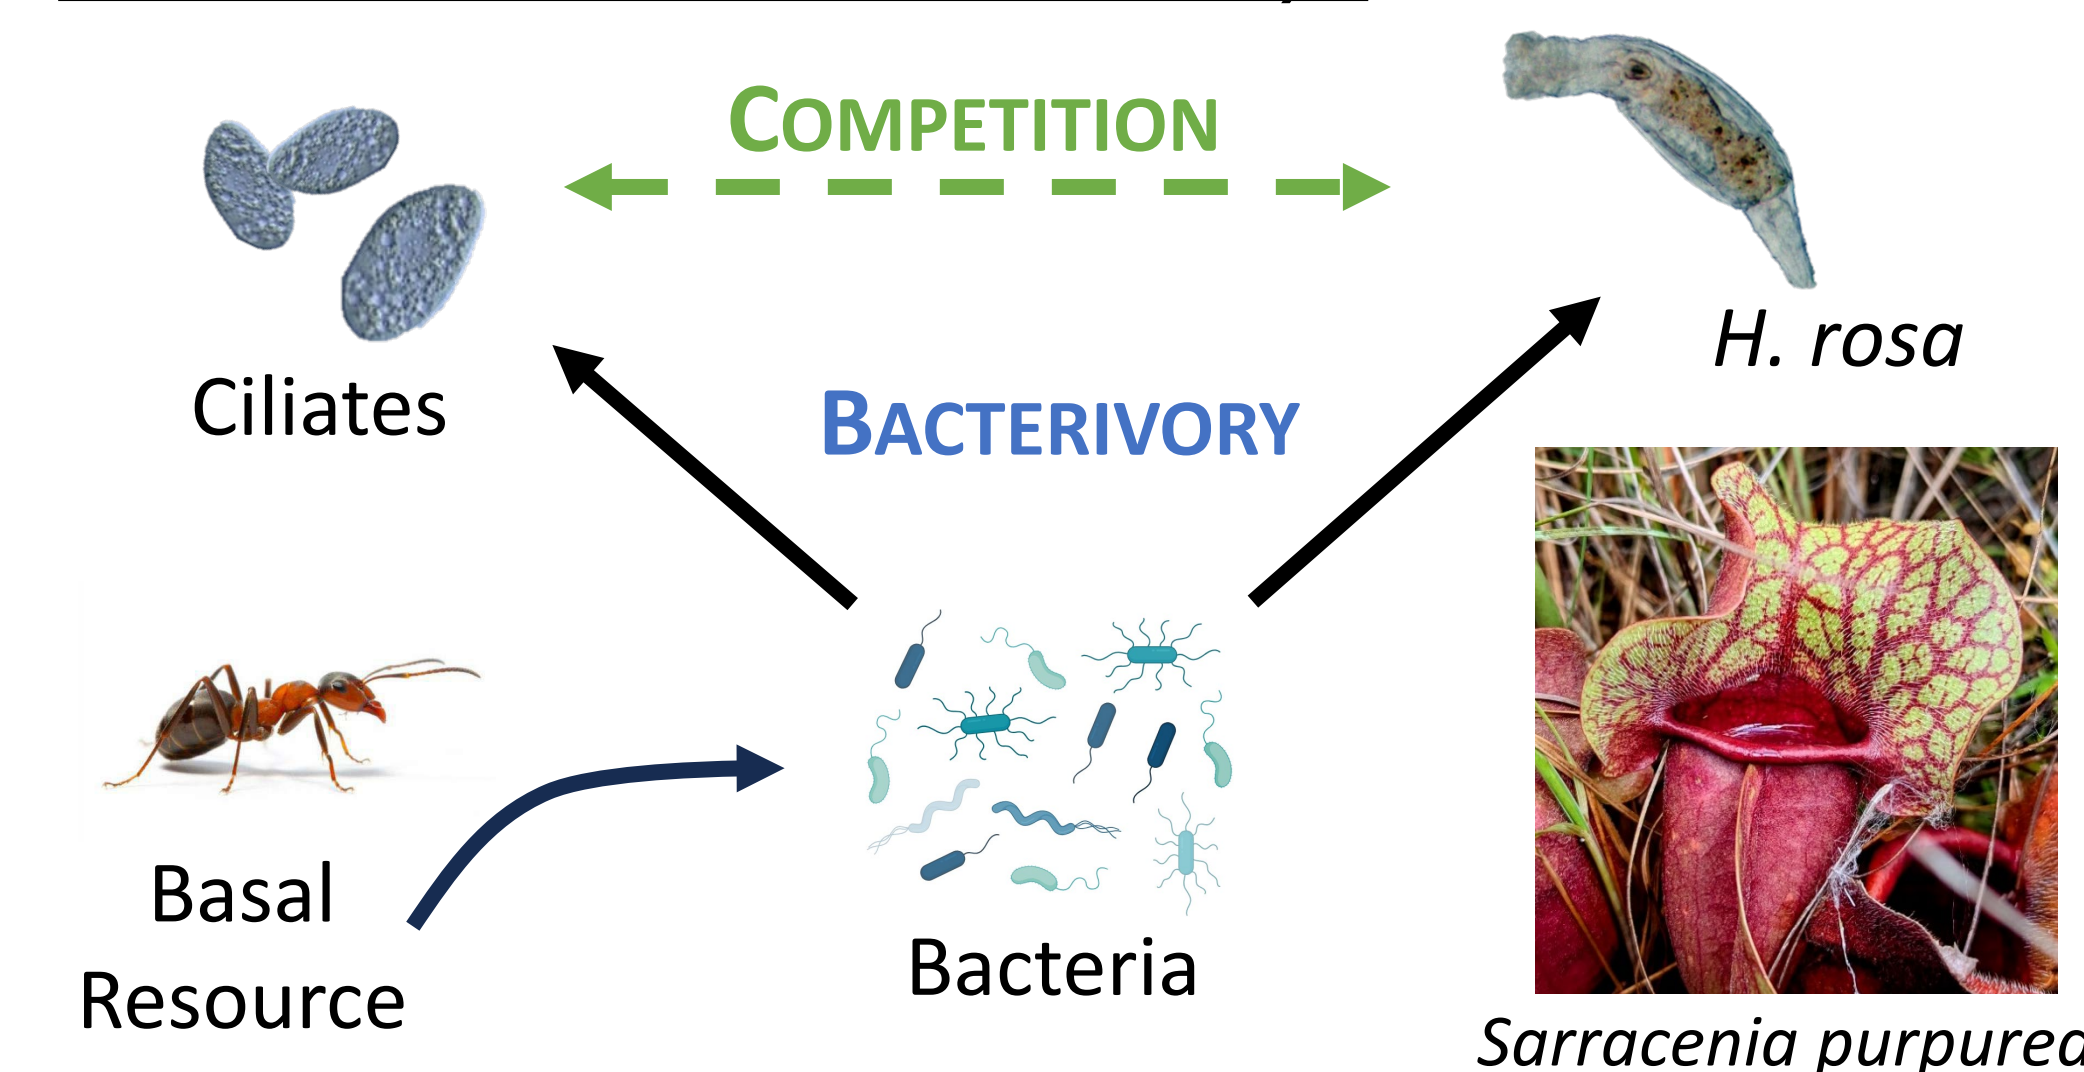 COMPETITION
H. rosa
Ciliates
BACTERIVORY
Basal
Resource
Bacteria
Sarracenia purpurea